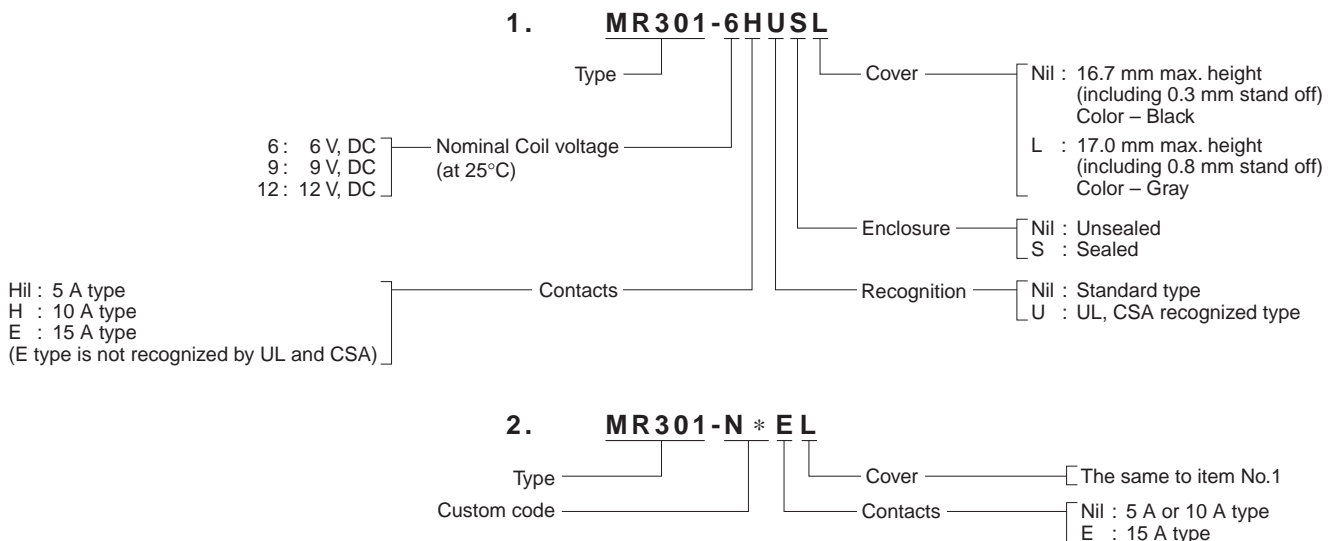 1. MR301-6HUSL
Type
Cover
Nil : 16.7 mm max. height
(including 0.3 mm stand off)
Color – Black
L : 17.0 mm max. height
(including 0.8 mm stand off)
Color – Gray
6 : 6 V, DC
9 : 9 V, DC
12 : 12 V, DC
Nominal Coil voltage
(at 25°C)
Enclosure
Nil : Unsealed
S : Sealed
Hil : 5 A type
H : 10 A type
E : 15 A type
(E type is not recognized by UL and CSA)
Contacts
Recognition
Nil : Standard type
U : UL, CSA recognized type
2. MR301-N * EL
Type
Cover
The same to item No.1
Custom code
Contacts
Nil : 5 A or 10 A type
E : 15 A type